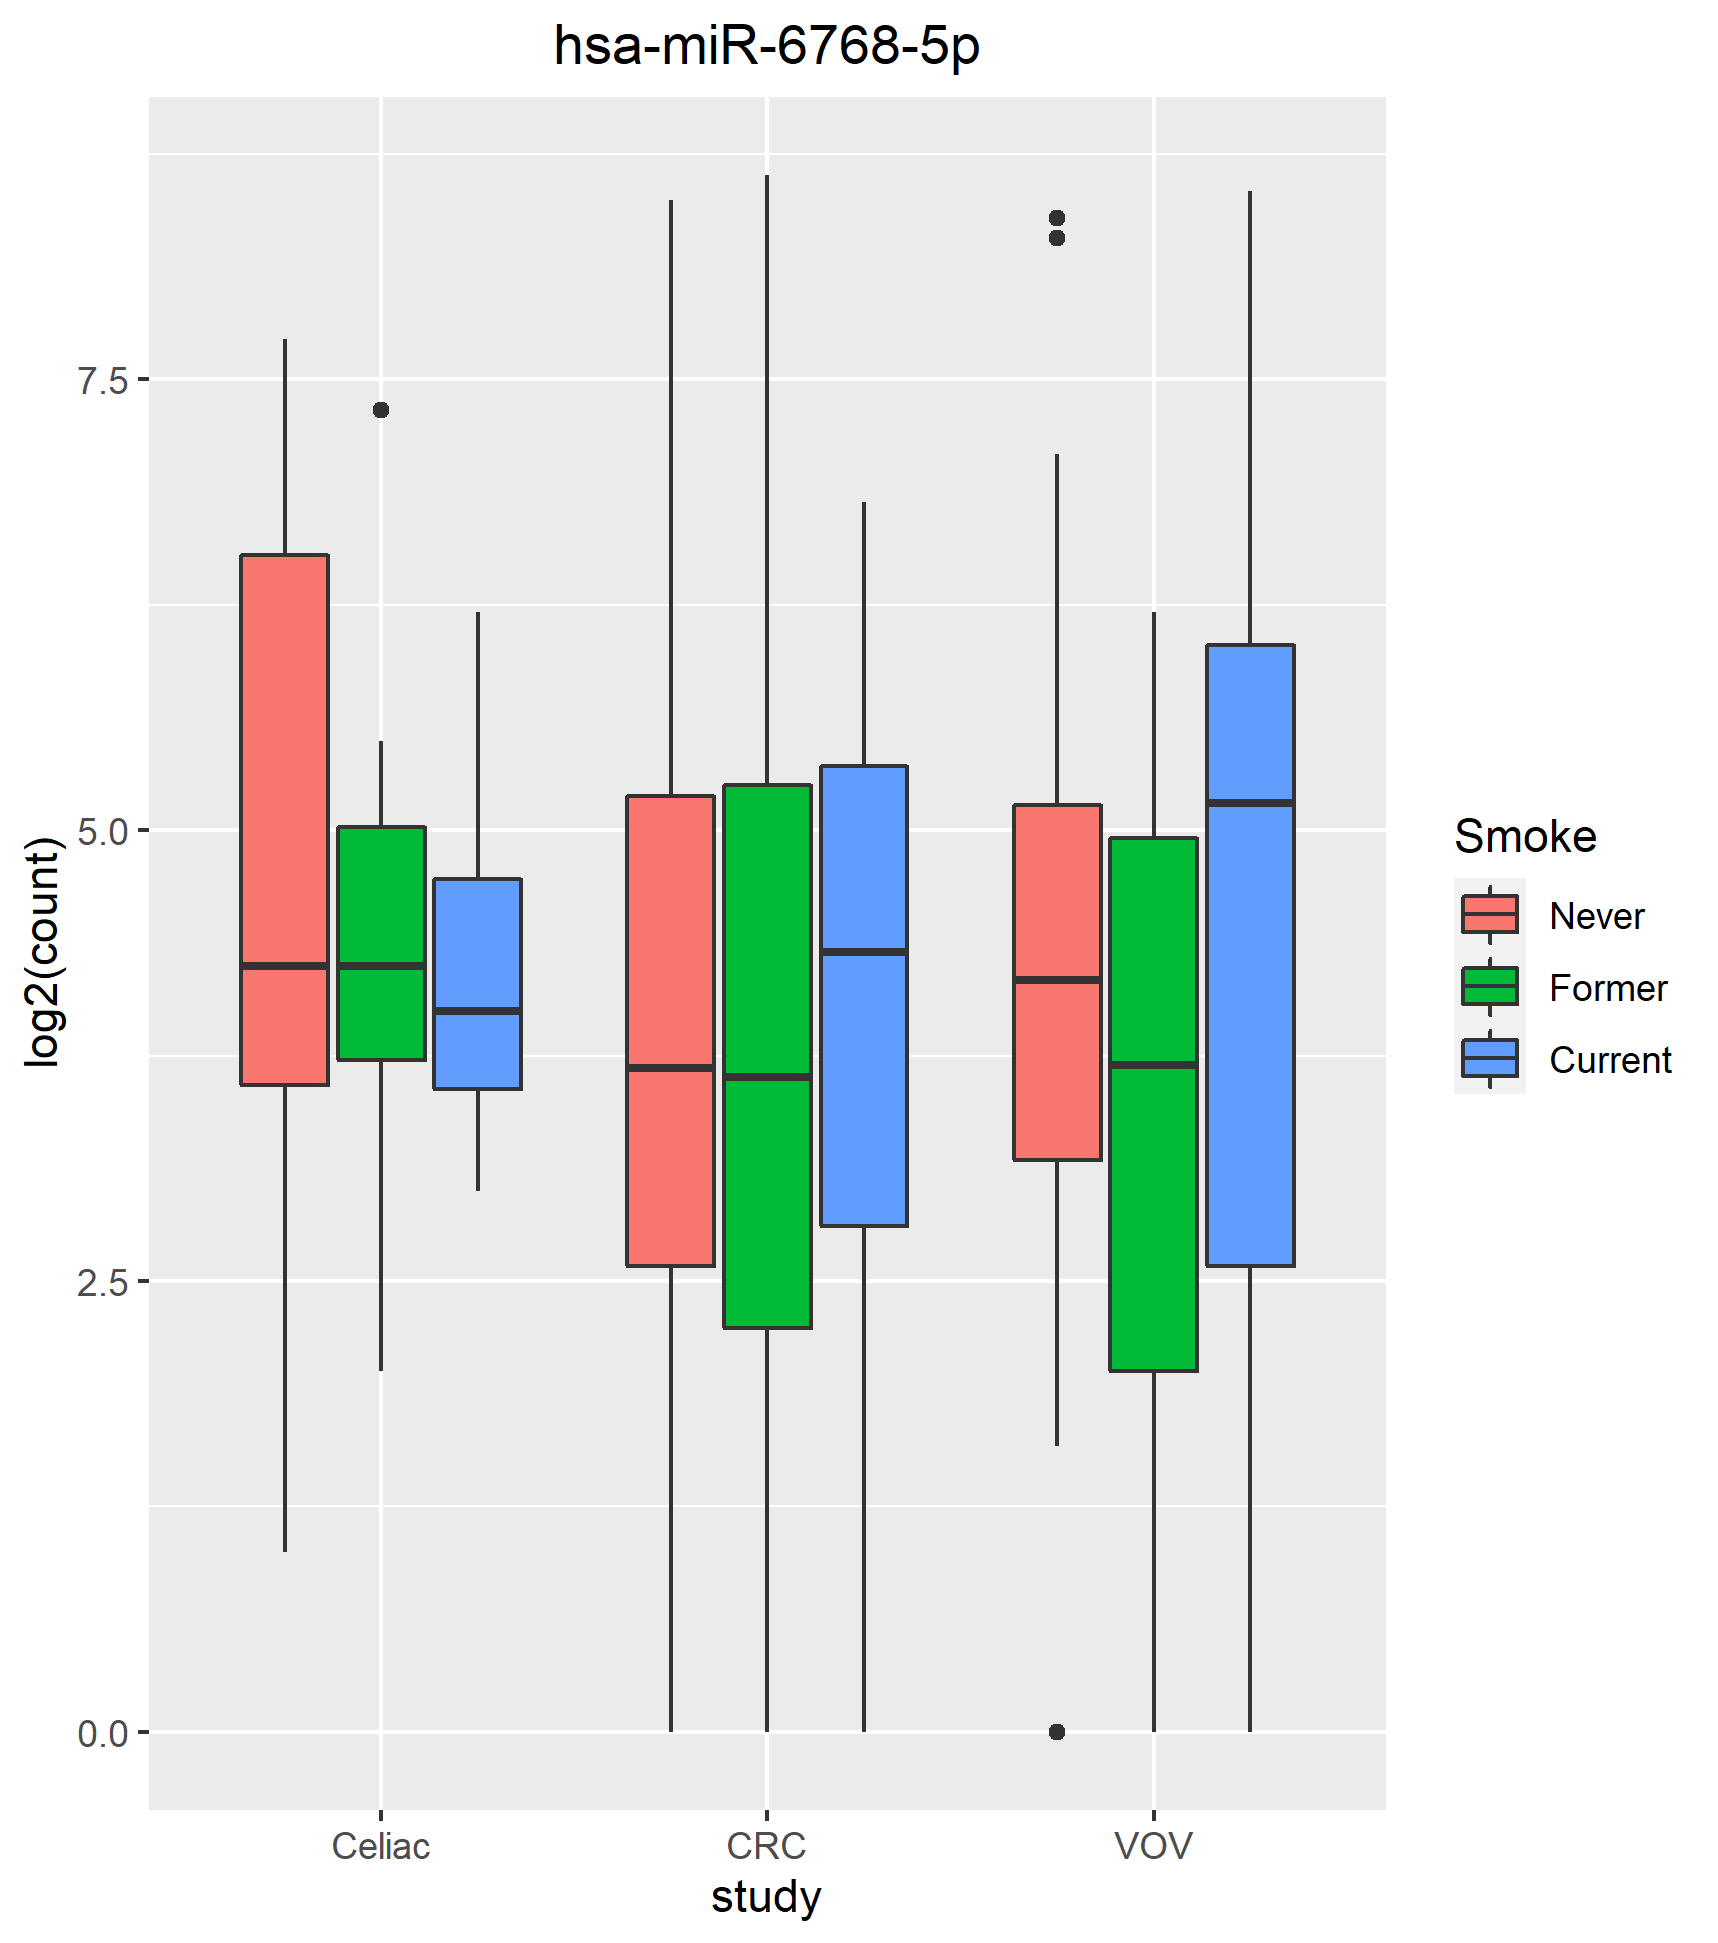 hsa-miR-6768-5p
log2(count)
7.5
5.0
2.5
0.0
Celiac CRC VOV
study
Smoke
Never
Former
Current